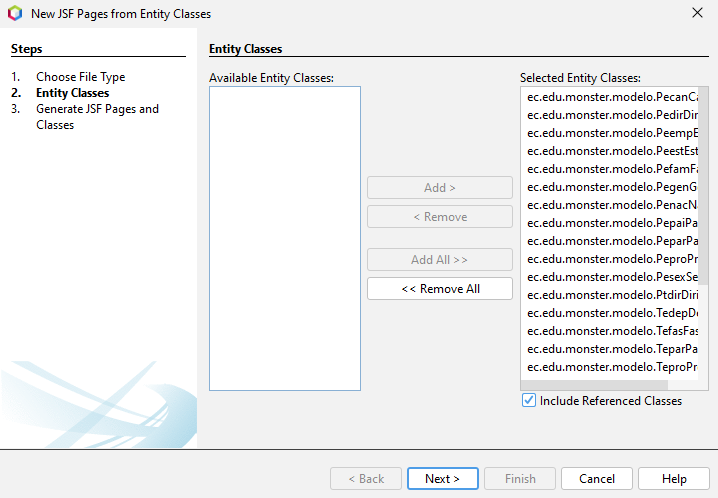 New JSF Pages from Entity Classes
Steps
1. Choose File Type
2. Entity Classes
3. Generate JSF Pages and
Classes
Entity Classes
Available Entity Classes:
Add >
< Remove
Add All >>
<< Remove All
Selected Entity Classes:
ec.edu.monster.modelo.PecanCa
ec.edu.monster.modelo.PedirDir
ec.edu.monster.modelo.PeempE
ec.edu.monster.modelo.PeestEst
ec.edu.monster.modelo.PefamFa
ec.edu.monster.modelo.PegenG
ec.edu.monster.modelo.PenacNa
ec.edu.monster.modelo.PepaiPa
ec.edu.monster.modelo.PeparPa
ec.edu.monster.modelo.PeproPr
ec.edu.monster.modelo.PesexSe
ec.edu.monster.modelo.PtdirDiri
ec.edu.monster.modelo.TedepDe
ec.edu.monster.modelo.TefasFas
ec.edu.monster.modelo.TeparPa
ec.edu.monster.modelo.TeproPr
Include Referenced Classes
< Back
Next >
Finish
Cancel
Help